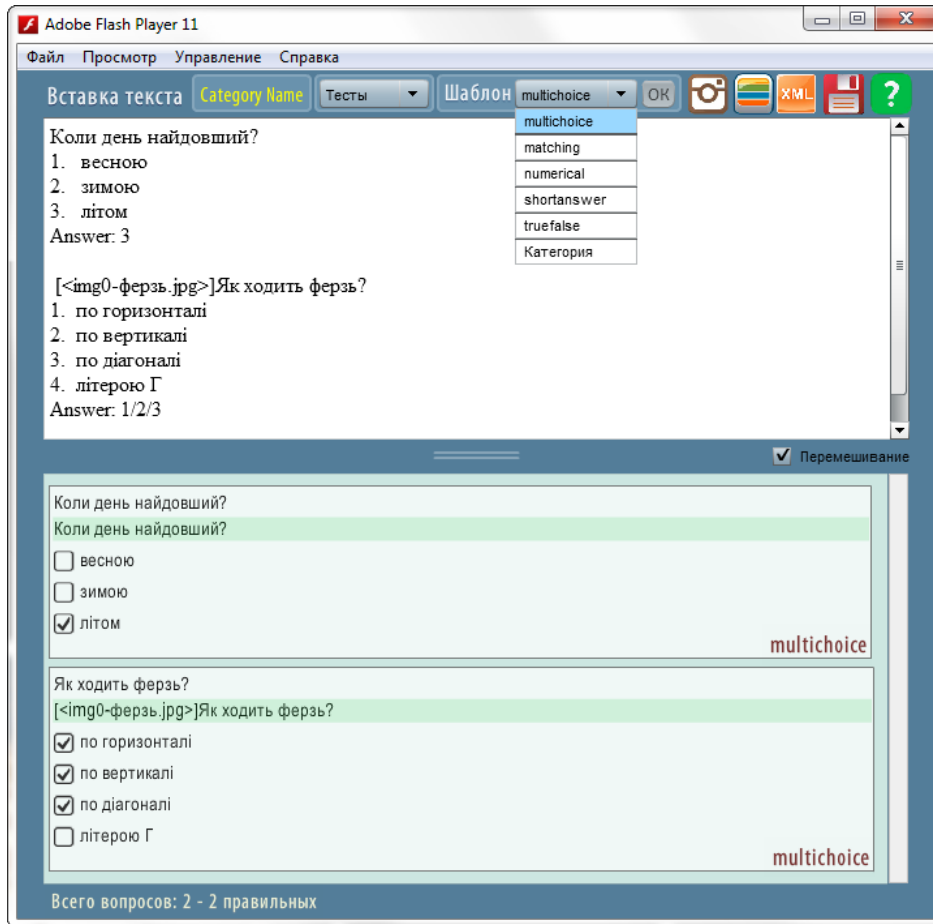 Adobe Flash Player 11
Файл Просмотр Управление Справка
Вставка текста Category Name Тесты Шаблон multichoice ОК XML ?
multichoice
matching
numerical
shortanswer
truefalse
Категория
Коли день найдовший?
1. весною
2. зимою
3. літом
Answer: 3
[<img0-ферзь.jpg>]Як ходить ферзь?
1. по горизонталі
2. по вертикалі
3. по діагоналі
4. літерою Г
Answer: 1/2/3
Перемешивание
Коли день найдовший?
Коли день найдовший?
весною
зимою
літом
multichoice
Як ходить ферзь?
[<img0-ферзь.jpg>]Як ходить ферзь?
по горизонталі
по вертикалі
по діагоналі
літерою Г
multichoice
Всего вопросов: 2 - 2 правильных